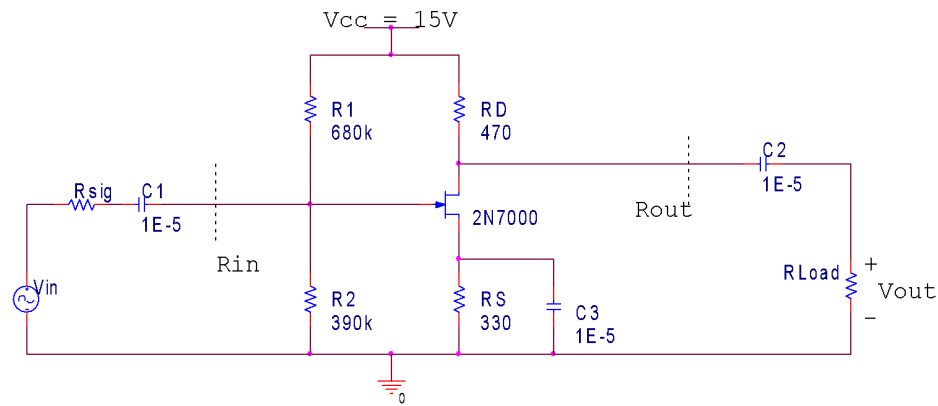 Vcc = 15V
R1
680k
RD
470
C2
1E-5
Rsig
C1
1E-5
2N7000
Rout
Rin
RLoad
+
Vout
-
Vin
R2
390k
RS
330
C3
1E-5
0